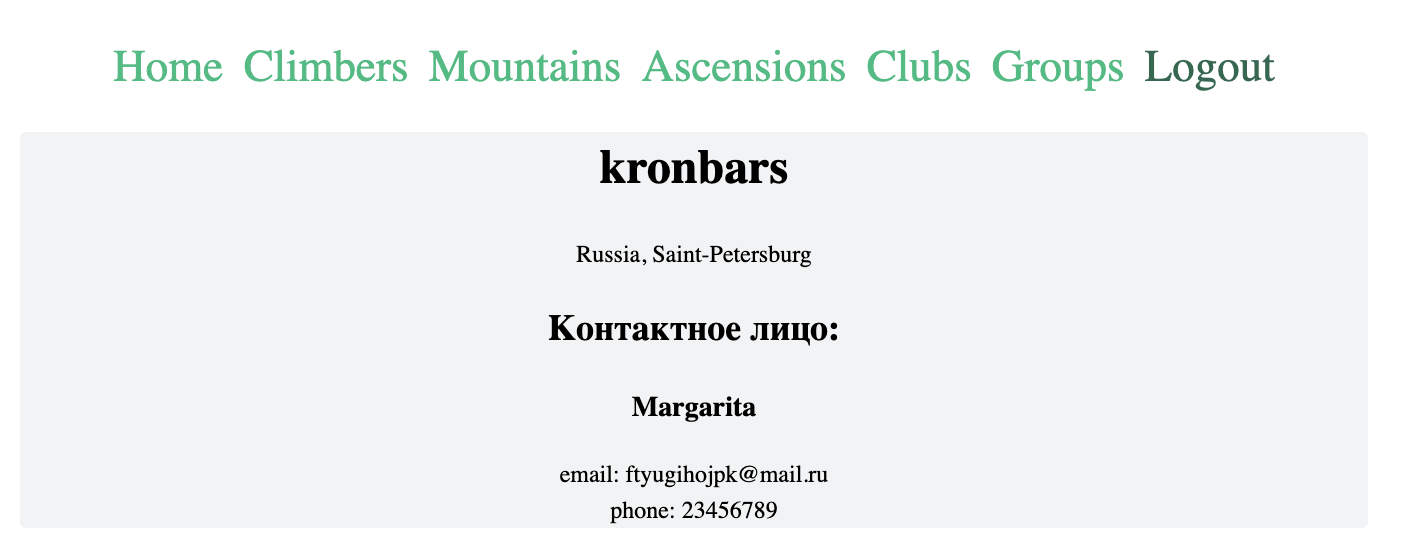 Home Climbers Mountains Ascensions Clubs Groups Logout
kronbars
Russia, Saint-Petersburg
Контактное лицо:
Margarita
email: ftyugihojpk@mail.ru
phone: 23456789